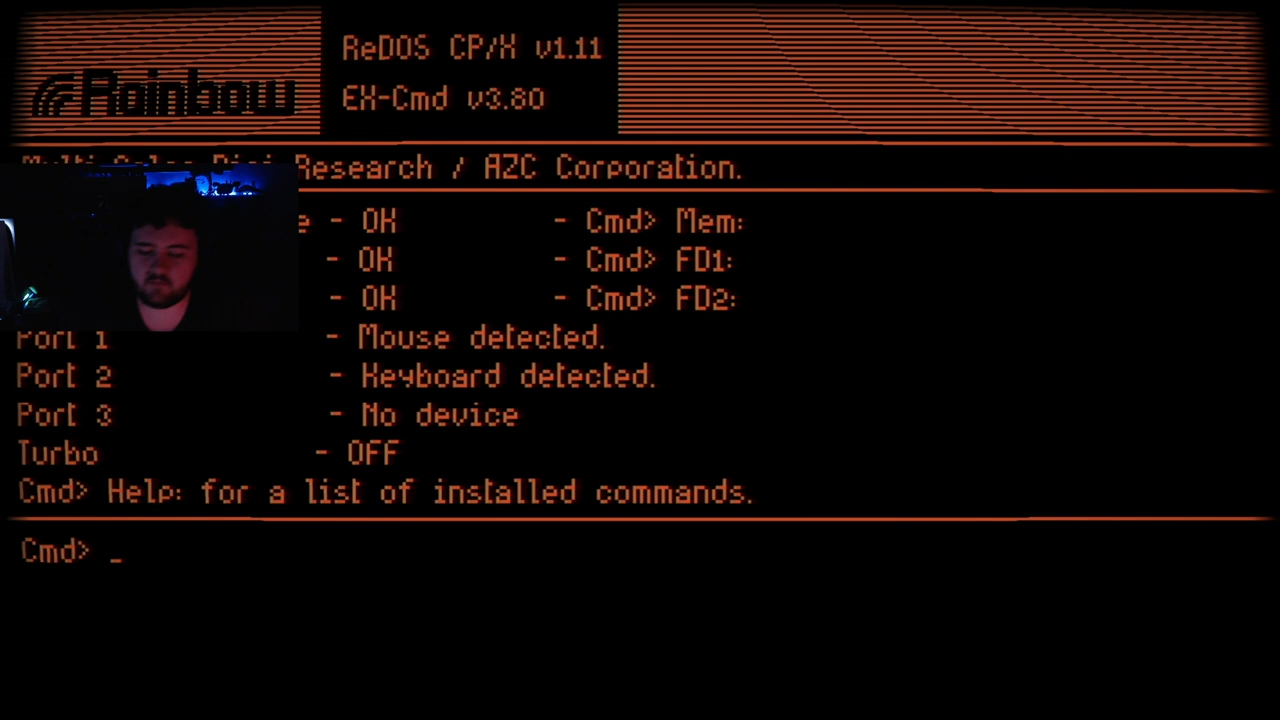 Rainbow
ReDOS CP/X v1.11
EX-Cmd v3.80
Research / AZC Corporation.
- OK - Cmd> Mem:
- OK - Cmd> FD1:
- OK - Cmd> FD2:
Port 1 - Mouse detected.
Port 2 - Keyboard detected.
Port 3 - No device
Turbo - OFF
Cmd> Help: for a list of installed commands.
Cmd> _